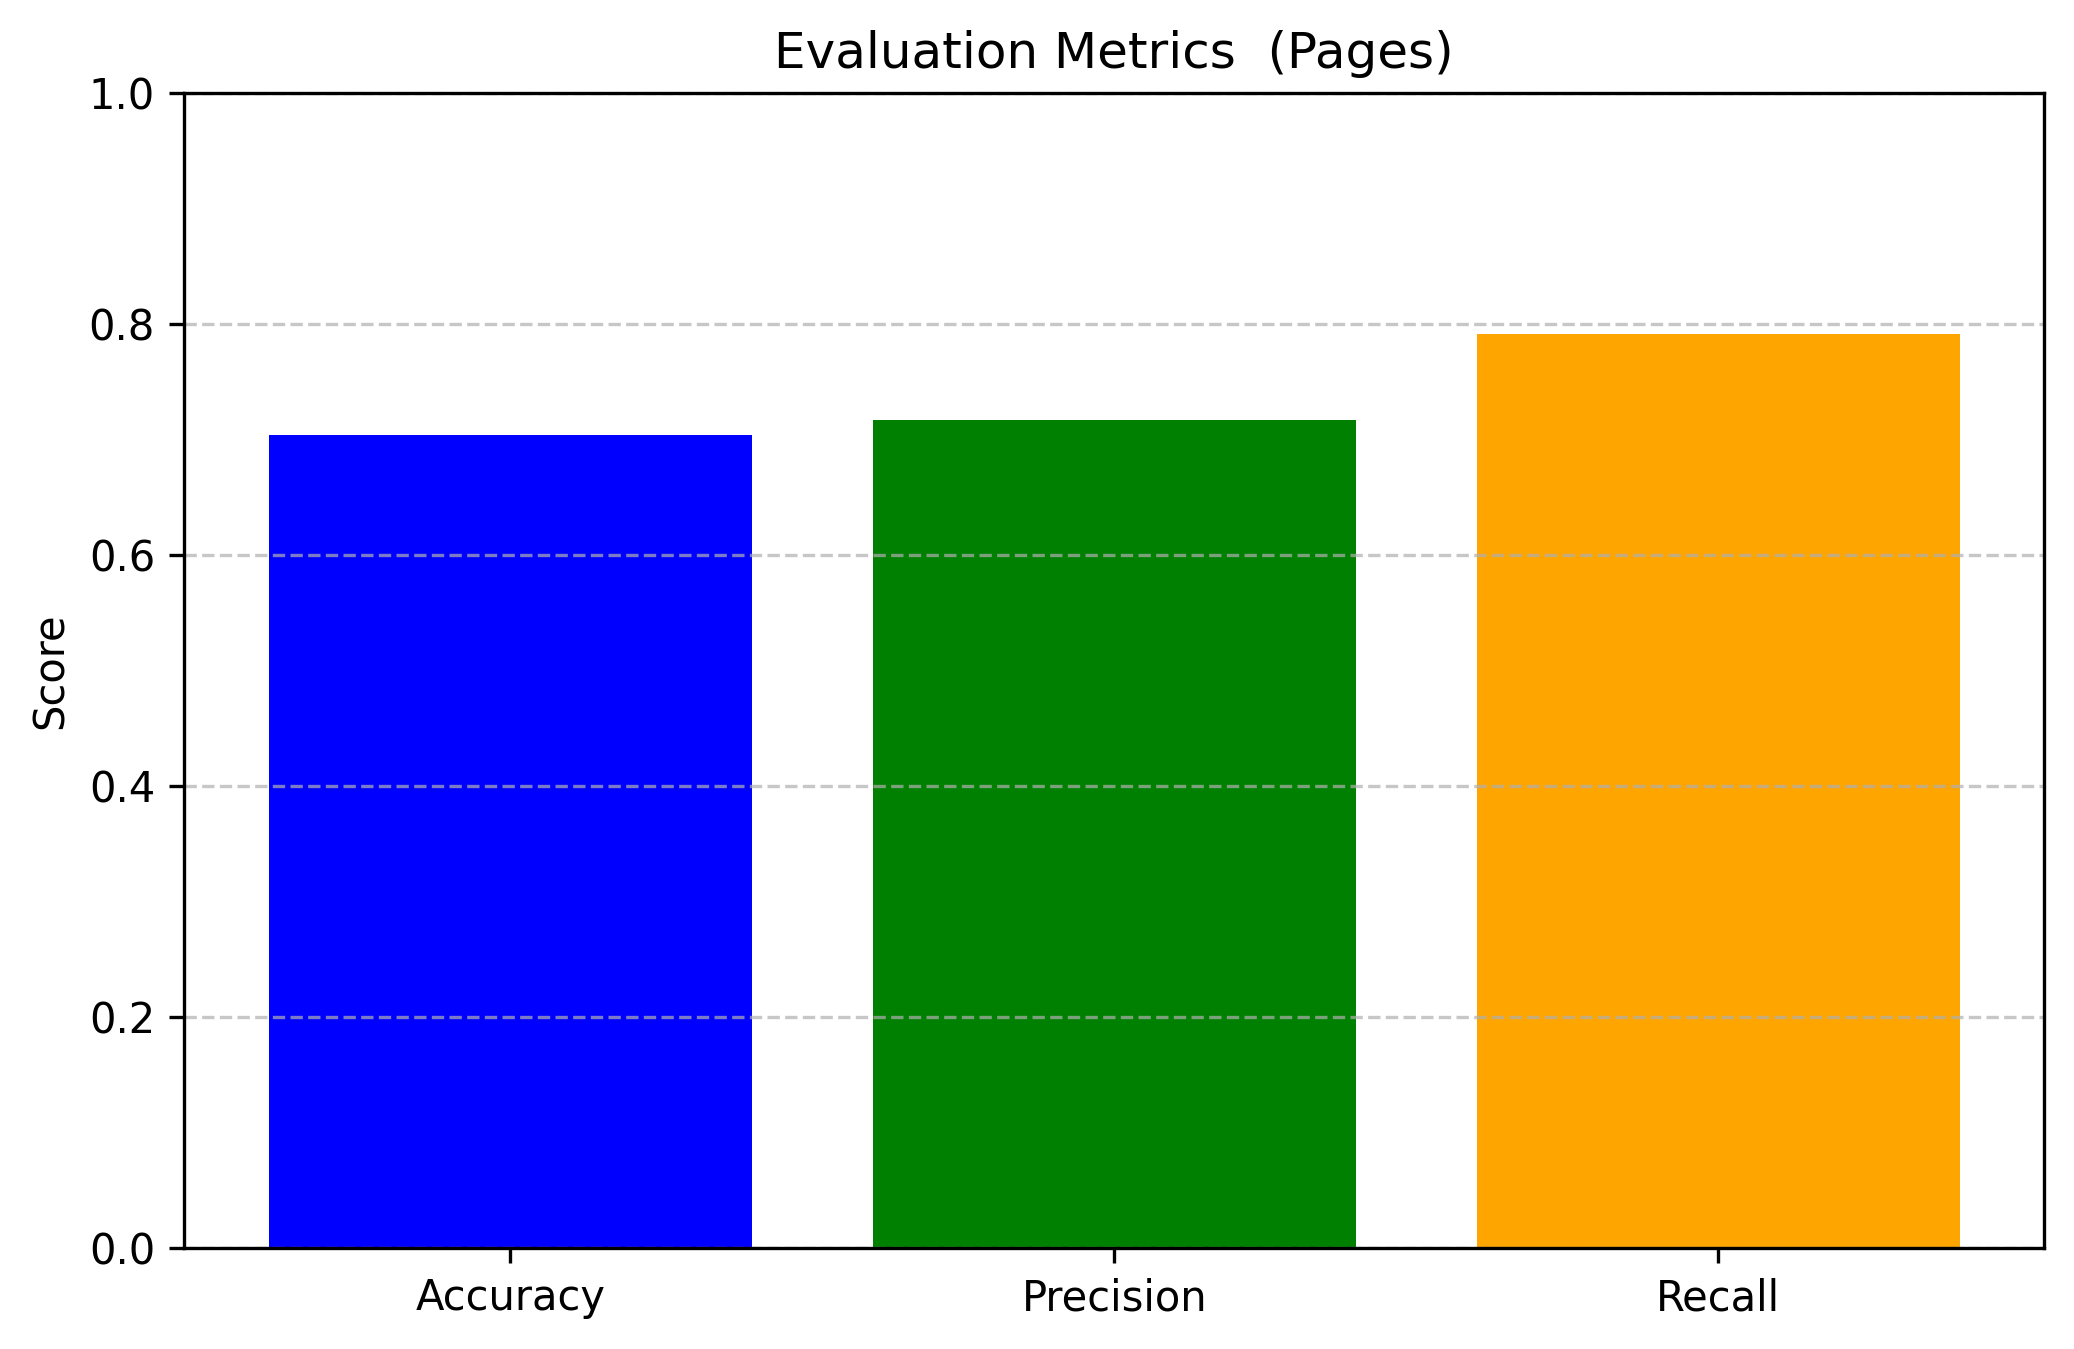 Evaluation Metrics  (Pages)
1.0
0.8
0.6
0.4
0.2
0.0
Score
Accuracy
Precision
Recall